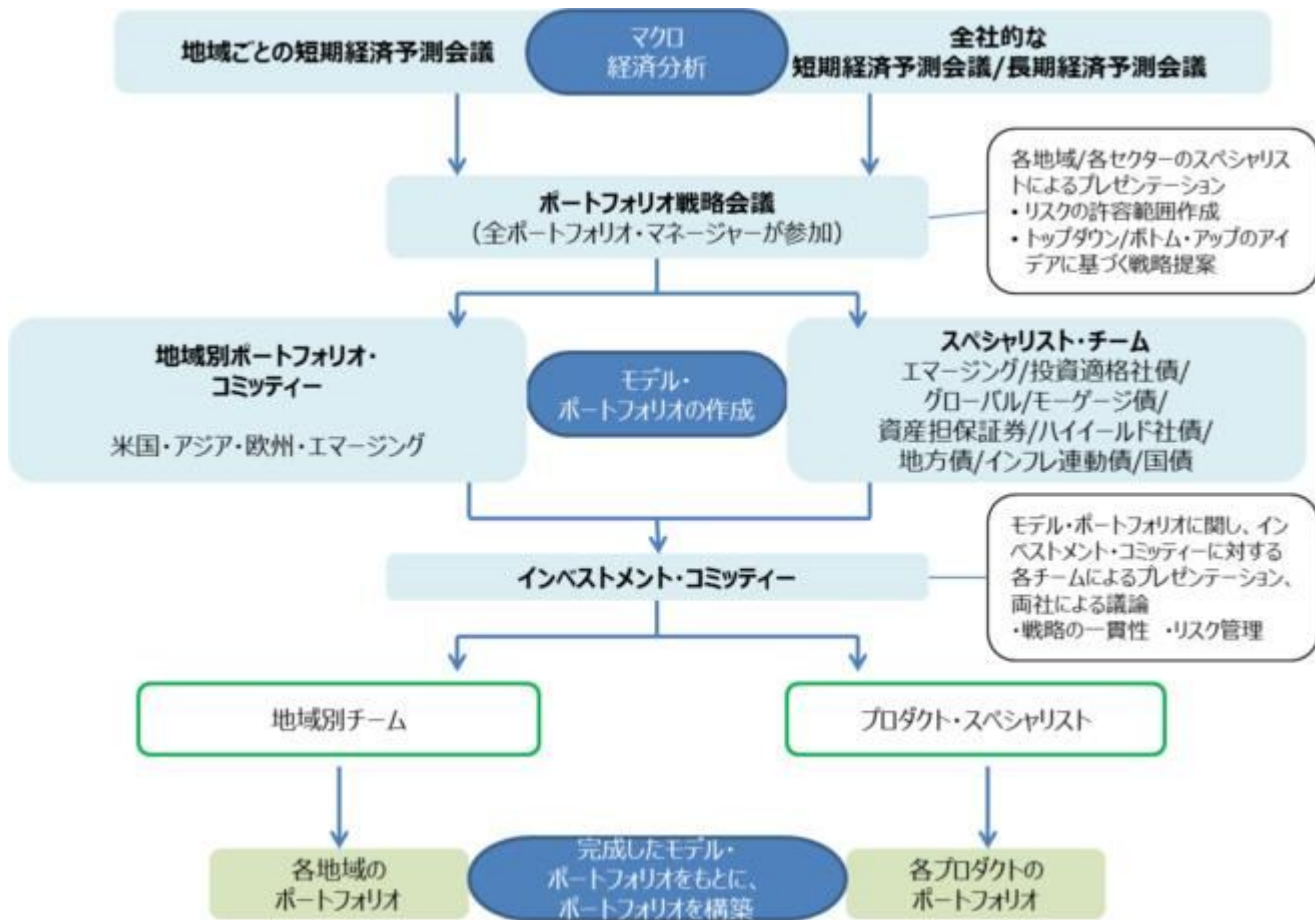 地域ごとの短期経済予測会議
マクロ
経済分析
全社的な
短期経済予測会議/長期経済予測会議
各地域/各セクターのスペシャリス
トによるプレゼンテーション
・リスクの許容範囲作成
・トップダウン/ボトム・アップのアイ
デアに基づく戦略提案
ポートフォリオ戦略会議
（全ポートフォリオ・マネージャーが参加）
地域別ポートフォリオ・
コミッティー
米国・アジア・欧州・エマージング
モデル・
ポートフォリオの作成
スペシャリスト・チーム
エマージング/投資適格社債/
グローバル/モーゲージ債/
資産担保証券/ハイイールド社債/
地方債/インフレ連動債/国債
インベストメント・コミッティー
モデル・ポートフォリオに関し、イン
ベストメント・コミッティーに対する
各チームによるプレゼンテーション、
両社による議論
・戦略の一貫性 ・リスク管理
地域別チーム
プロダクト・スペシャリスト
各地域の
ポートフォリオ
完成したモデル・
ポートフォリオをもとに、
ポートフォリオを構築
各プロダクトの
ポートフォリオ